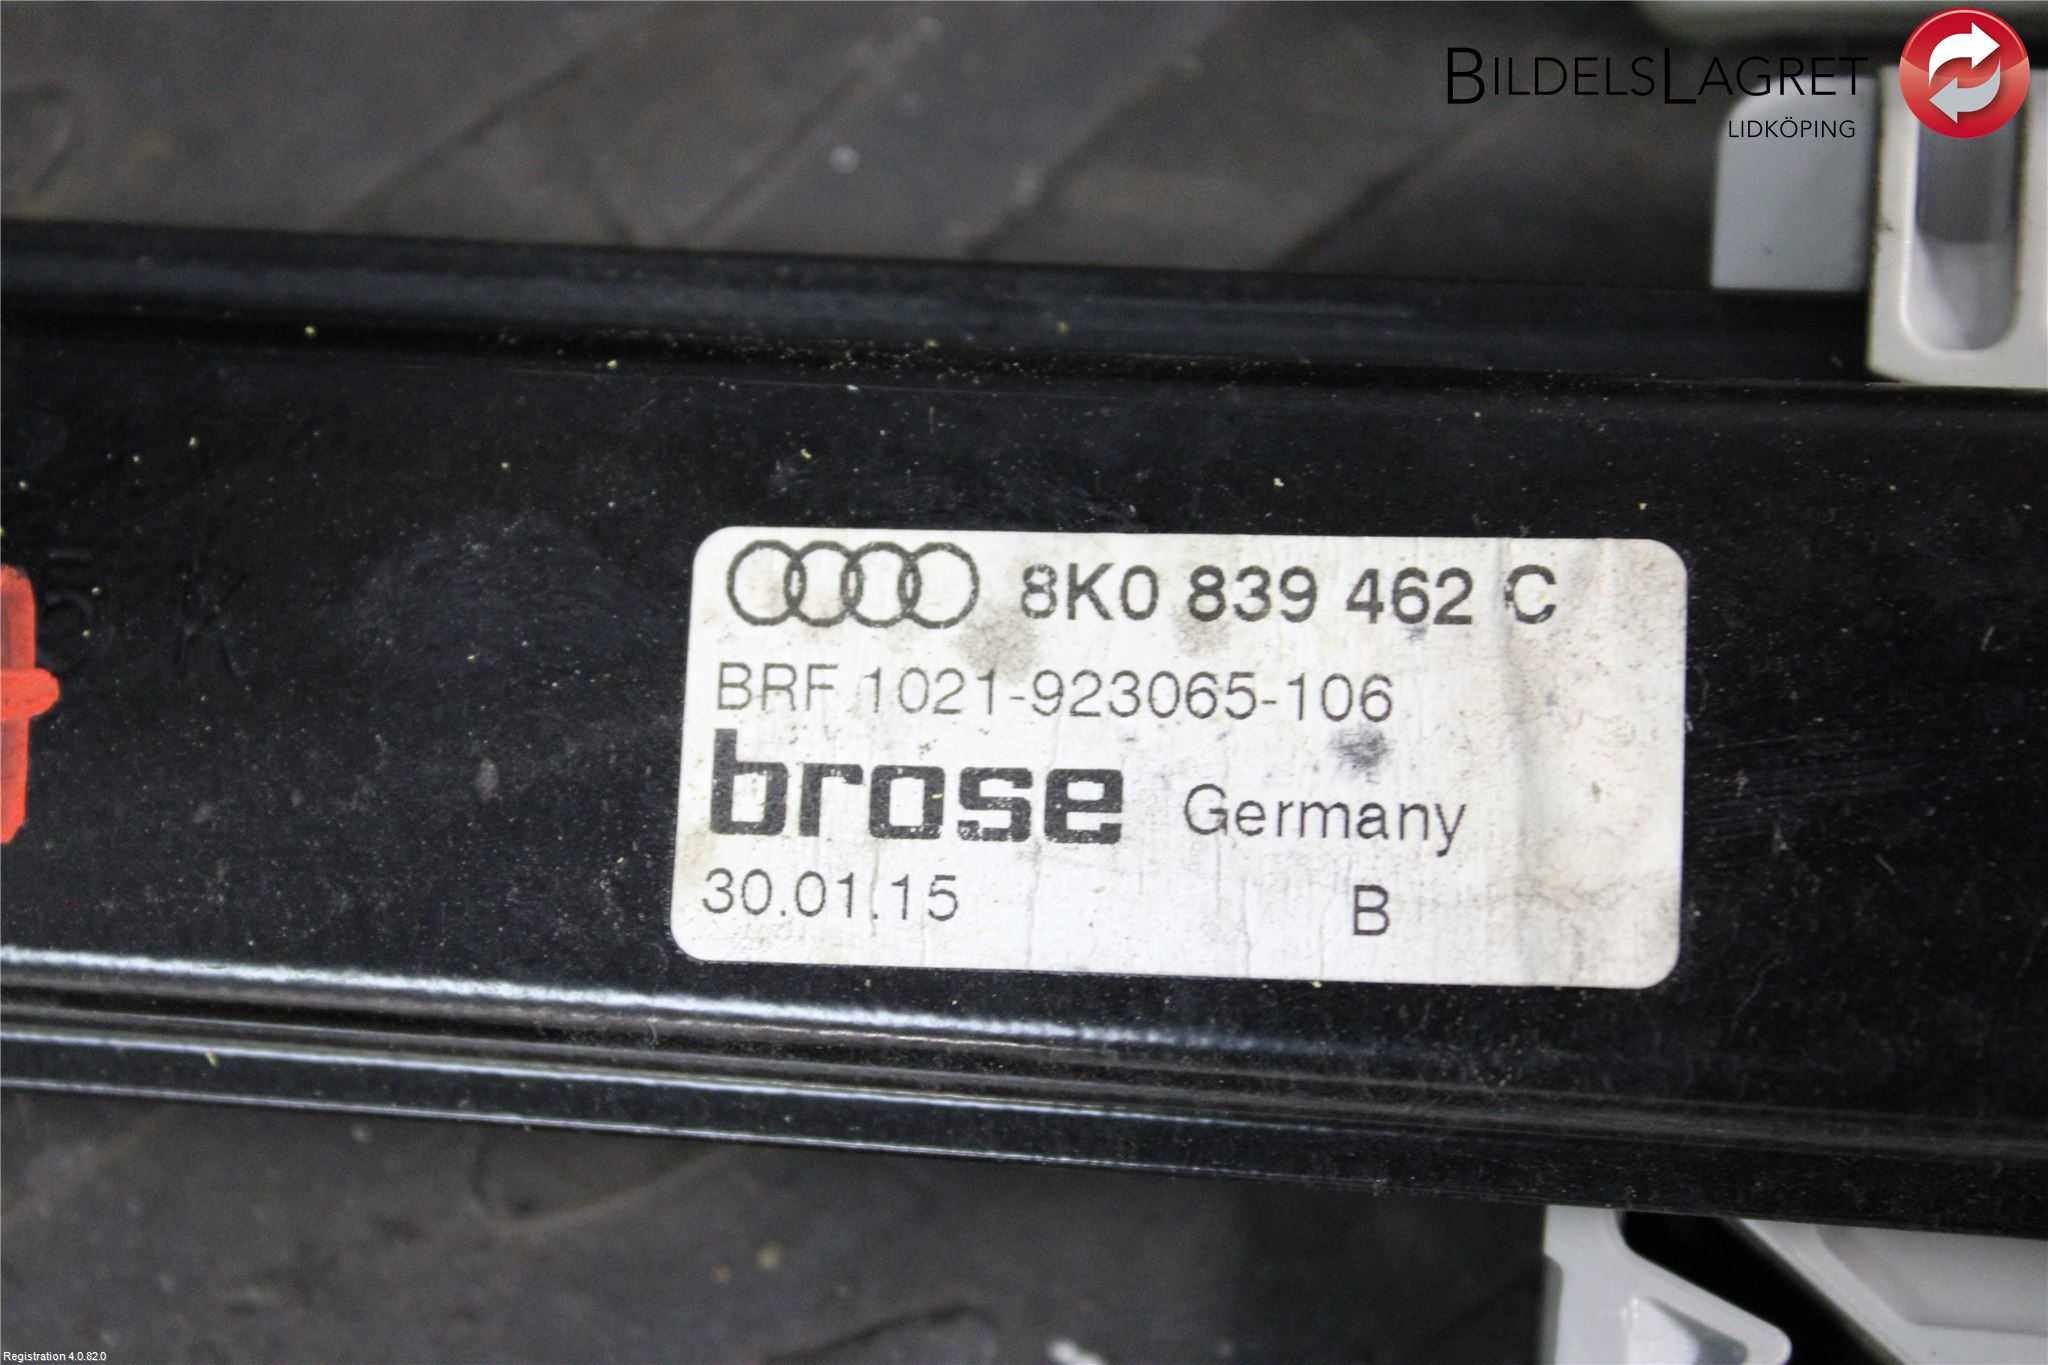 BILDELSLAGRET
LIDKÖPING
8K0 839 462 C
BRF 1021-923065-106
brose Germany
30.01.15 B
Registration 4.0.82.0